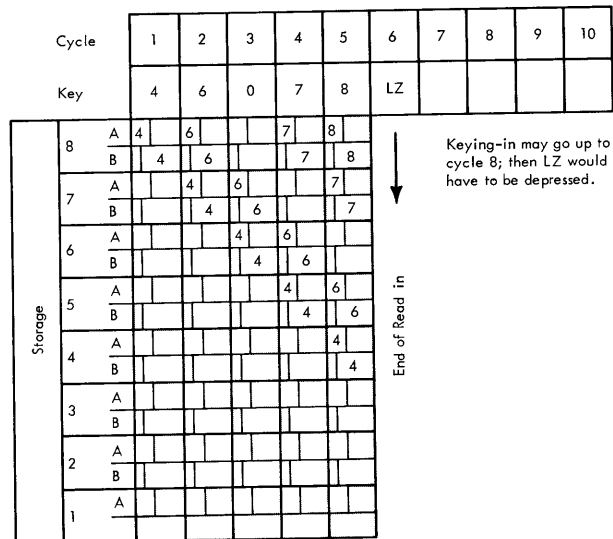 Cycle 1 2 3 4 5 6 7 8 9 10
Key 4 6 0 7 8 LZ
8 A 4 6 7 8
B 4 6 7 8
7 A 4 6 7
B 4 6 7
6 A 4 6
B 4 6
5 A 4 6
B 4 6
4 A 4
B 4
3 A
B
2 A
B
1 A
Storage
End of Read in
Keying-in may go up to
cycle 8; then LZ would
have to be depressed.